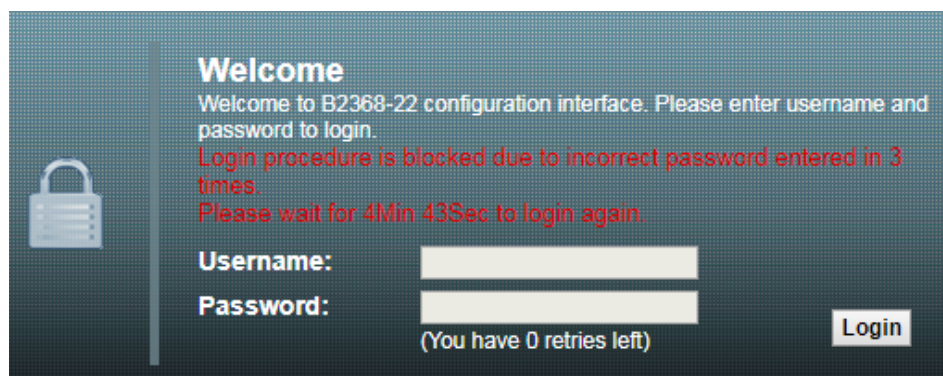 Welcome
Welcome to B2368-22 configuration interface. Please enter username and
password to login.
Login procedure is blocked due to incorrect password entered in 3
times.
Please wait for 4Min 43Sec to login again.
Username:
Password:
(You have 0 retries left)
Login